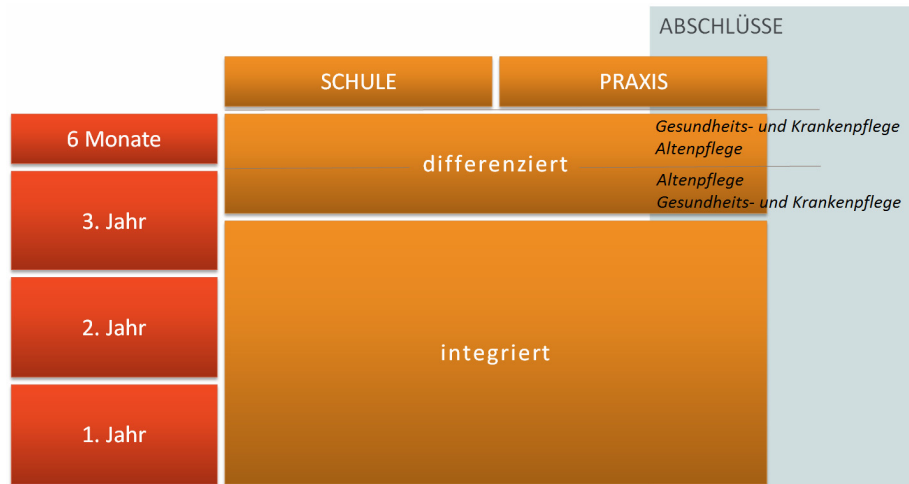 ABSCHLÜSSE
SCHULE
PRAXIS
6 Monate
differenziert
Gesundheits- und Krankenpflege
Altenpflege
Altenpflege
Gesundheits- und Krankenpflege
3. Jahr
2. Jahr
integriert
1. Jahr